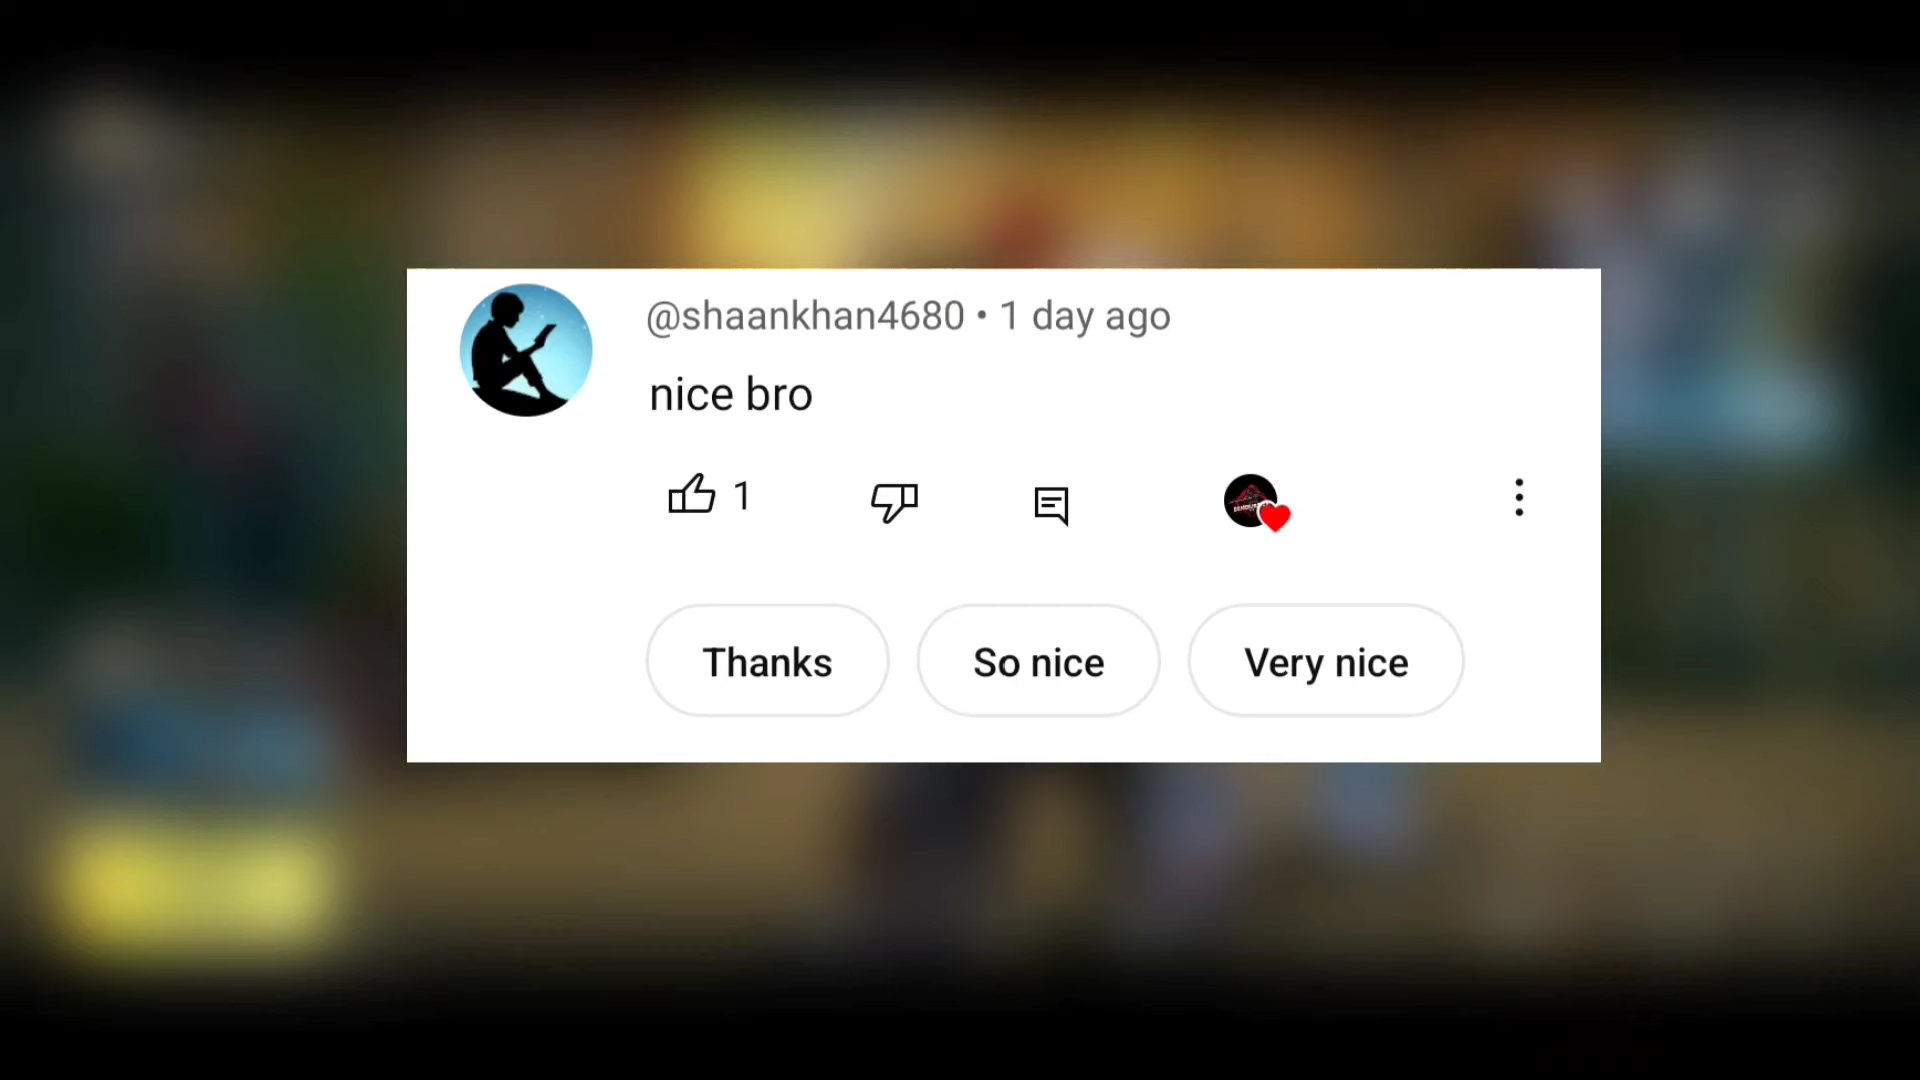 @shaankhan4680 • 1 day ago
nice bro
1
Thanks
So nice
Very nice